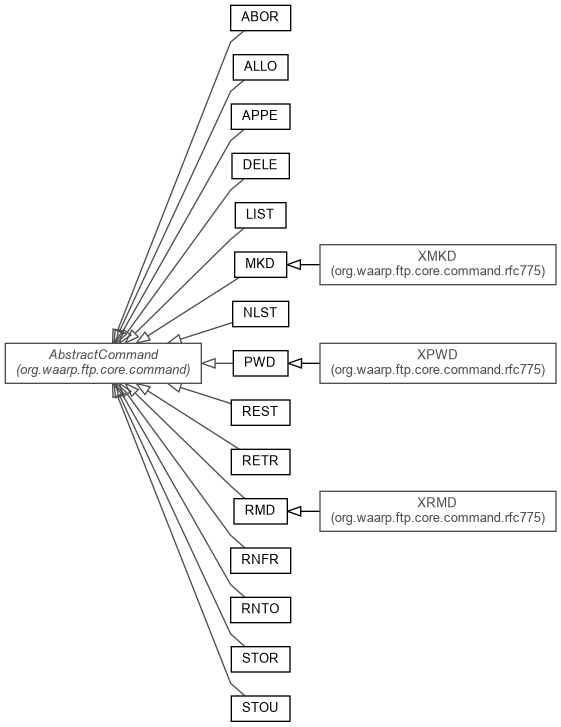 ABOR
ALLO
APPE
DELE
LIST
MKD
XMKD
(org.waarp.ftp.core.command.rfc775)
NLST
AbstractCommand
(org.waarp.ftp.core.command)
PWD
XPWD
(org.waarp.ftp.core.command.rfc775)
REST
RETR
RMD
XRMD
(org.waarp.ftp.core.command.rfc775)
RNFR
RNTO
STOR
STOU